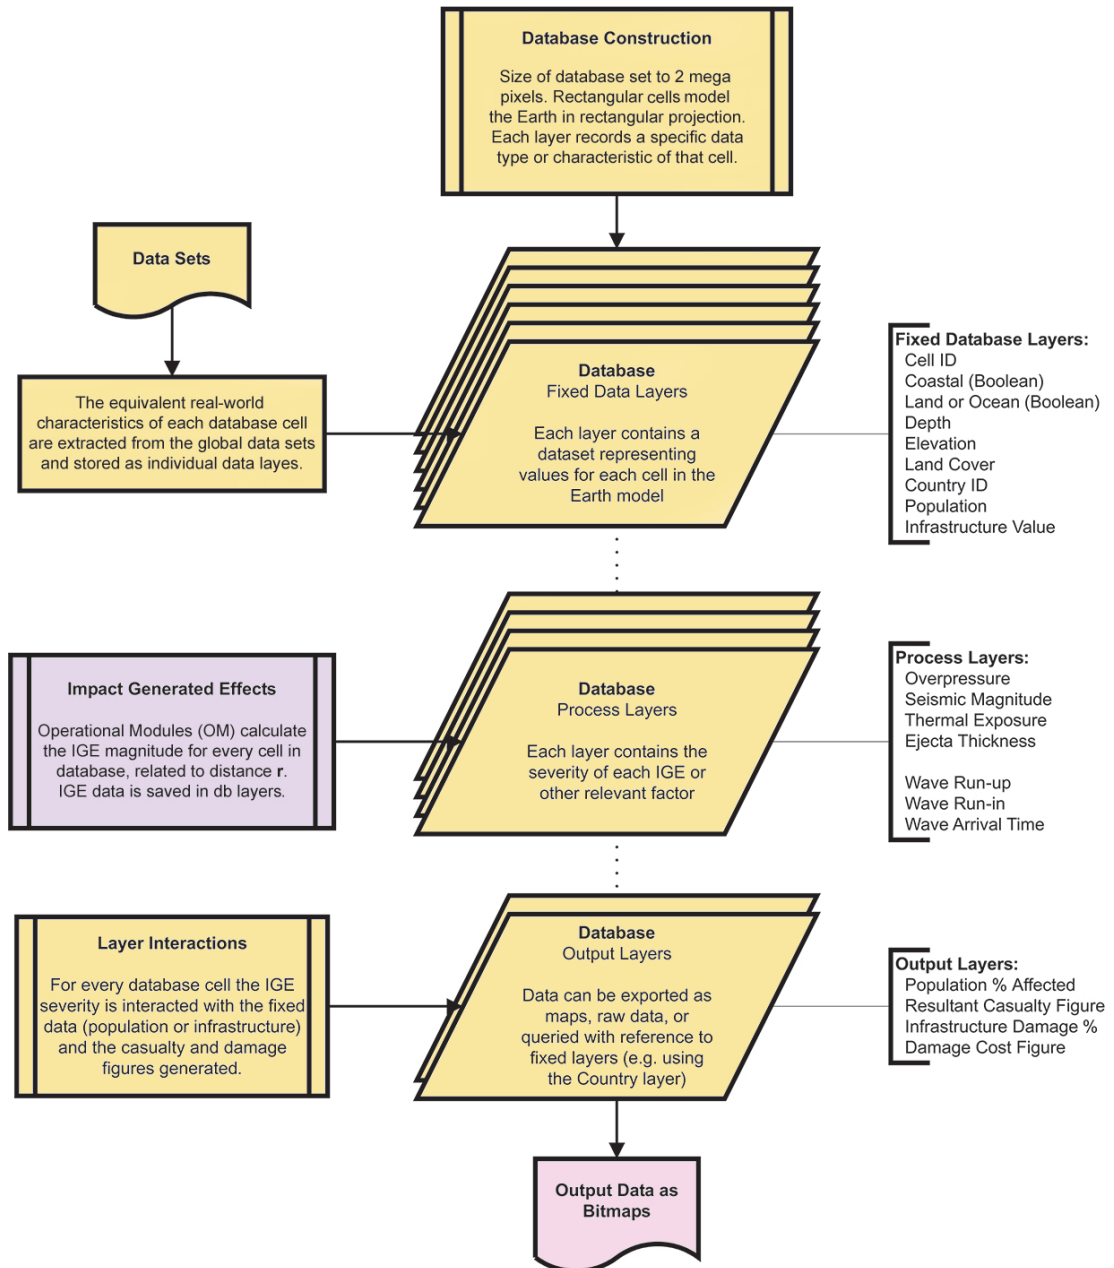 Database Construction
Size of database set to 2 mega
pixels. Rectangular cells model
the Earth in rectangular projection.
Each layer records a specific data
type or characteristic of that cell.
Data Sets
The equivalent real-world
characteristics of each database cell
are extracted from the global data sets
and stored as individual data layes.
Database
Fixed Data Layers
Each layer contains a
dataset representing
values for each cell in the
Earth model
Fixed Database Layers:
Cell ID
Coastal (Boolean)
Land or Ocean (Boolean)
Depth
Elevation
Land Cover
Country ID
Population
Infrastructure Value
Impact Generated Effects
Operational Modules (OM) calculate
the IGE magnitude for every cell in
database, related to distance r.
IGE data is saved in db layers.
Database
Process Layers
Each layer contains the
severity of each IGE or
other relevant factor
Process Layers:
Overpressure
Seismic Magnitude
Thermal Exposure
Ejecta Thickness
Wave Run-up
Wave Run-in
Wave Arrival Time
Layer Interactions
For every database cell the IGE
severity is interacted with the fixed
data (population or infrastructure)
and the casualty and damage
figures generated.
Database
Output Layers
Data can be exported as
maps, raw data, or
queried with reference to
fixed layers (e.g. using
the Country layer)
Output Layers:
Population % Affected
Resultant Casualty Figure
Infrastructure Damage %
Damage Cost Figure
Output Data as
Bitmaps